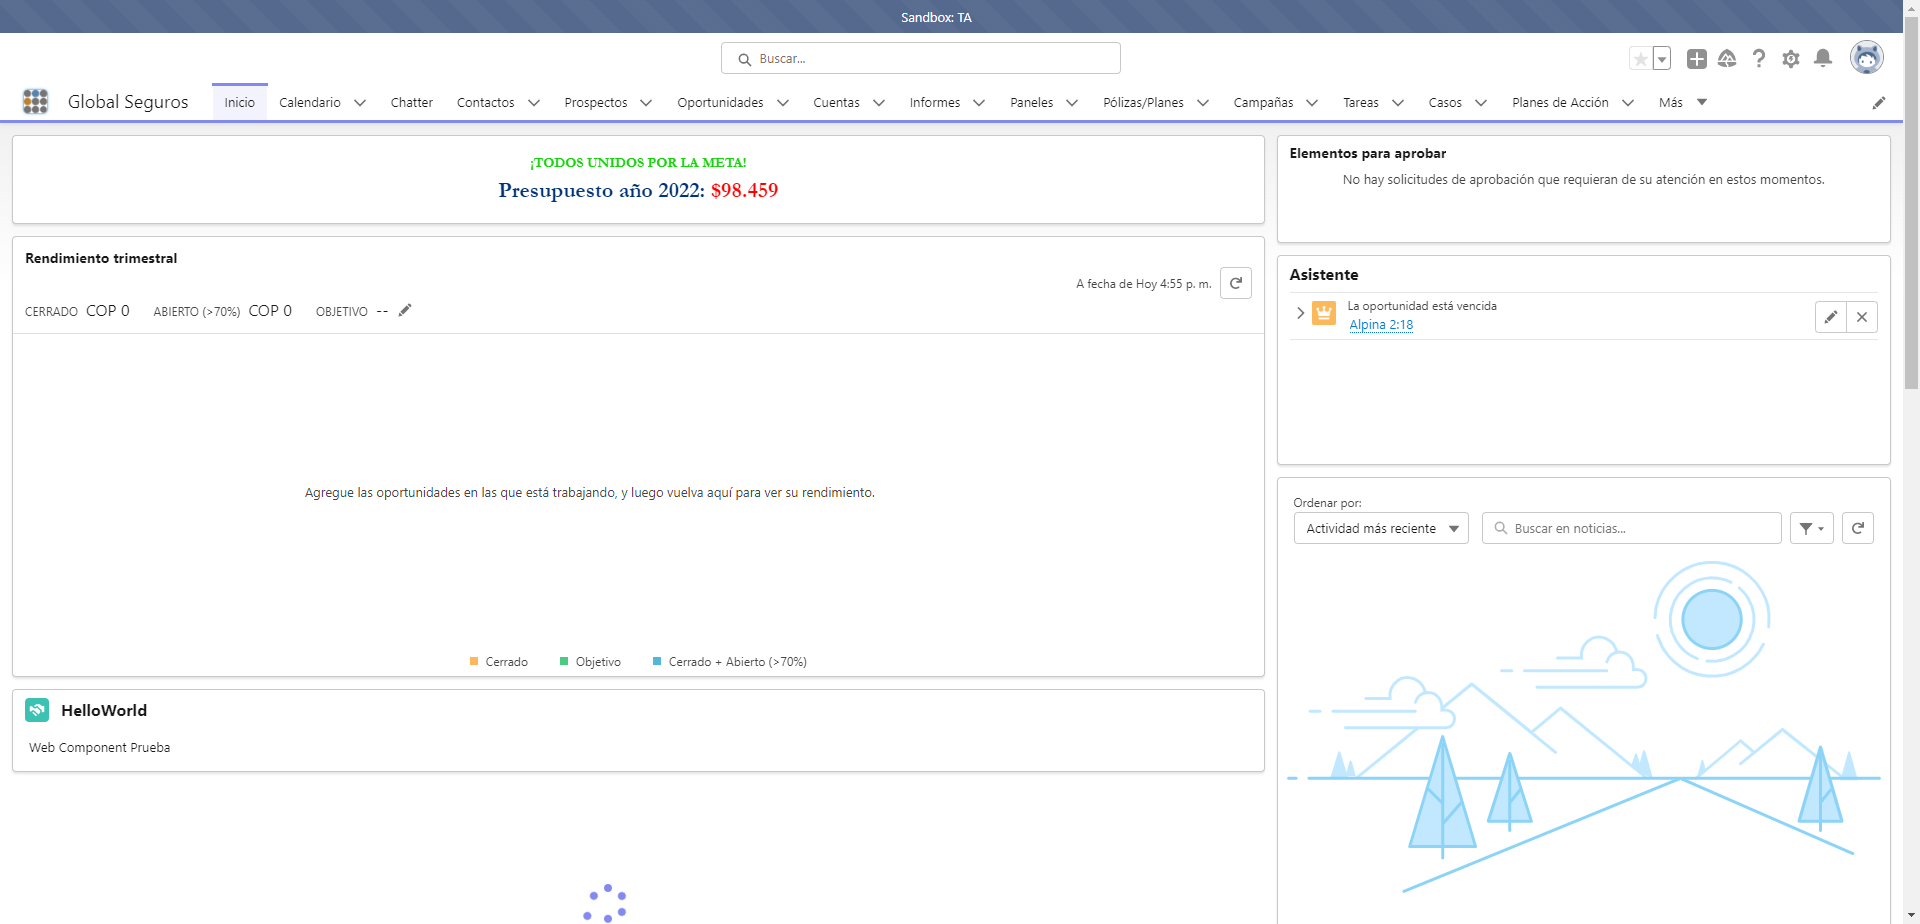 Sandbox: TA
Buscar...
Global Seguros
Inicio
Calendario
Chatter
Contactos
Prospectos
Oportunidades
Cuentas
Informes
Paneles
Pólizas/Planes
Campañas
Tareas
Casos
Planes de Acción
Más
¡TODOS UNIDOS POR LA META!
Presupuesto año 2022: $98.459
Rendimiento trimestral
A fecha de Hoy 4:55 p. m.
CERRADO COP 0 ABIERTO (>70%) COP 0 OBJETIVO --
Agregue las oportunidades en las que está trabajando, y luego vuelva aquí para ver su rendimiento.
Cerrado
Objetivo
Cerrado + Abierto (>70%)
HelloWorld
Web Component Prueba
Elementos para aprobar
No hay solicitudes de aprobación que requieran de su atención en estos momentos.
Asistente
La oportunidad está vencida
Alpina 2:18
Ordenar por:
Actividad más reciente
Buscar en noticias...